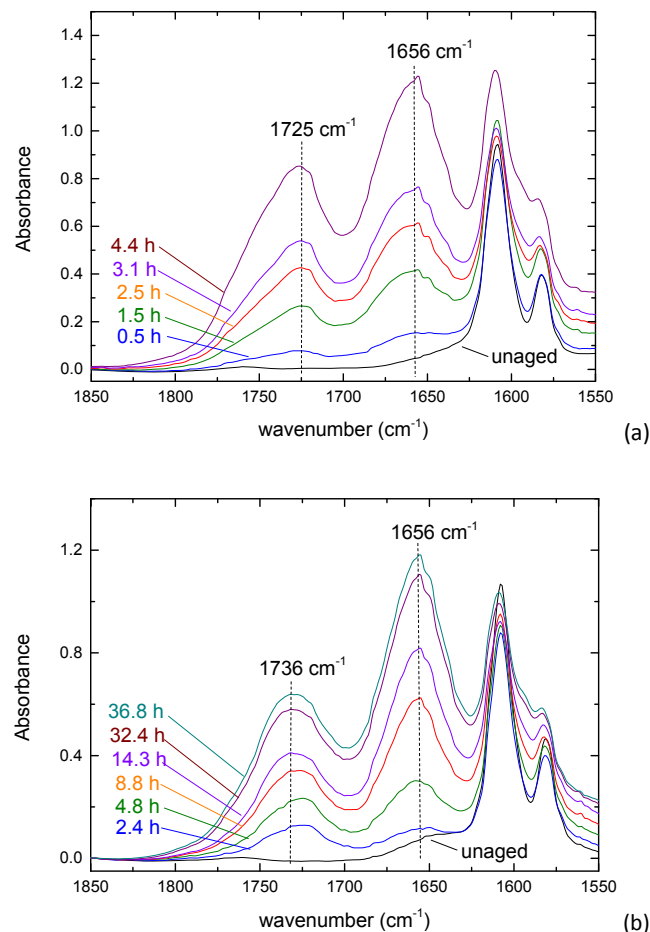 1.4
1.2
1.0
0.8
0.6
0.4
0.2
0.0
Absorbance
1656 cm⁻¹
1725 cm⁻¹
4.4 h
3.1 h
2.5 h
1.5 h
0.5 h
unaged
1850 1800 1750 1700 1650 1600 1550
wavenumber (cm⁻¹)
(a)
1.2
0.8
0.4
0.0
Absorbance
1656 cm⁻¹
1736 cm⁻¹
36.8 h
32.4 h
14.3 h
8.8 h
4.8 h
2.4 h
unaged
1850 1800 1750 1700 1650 1600 1550
wavenumber (cm⁻¹)
(b)